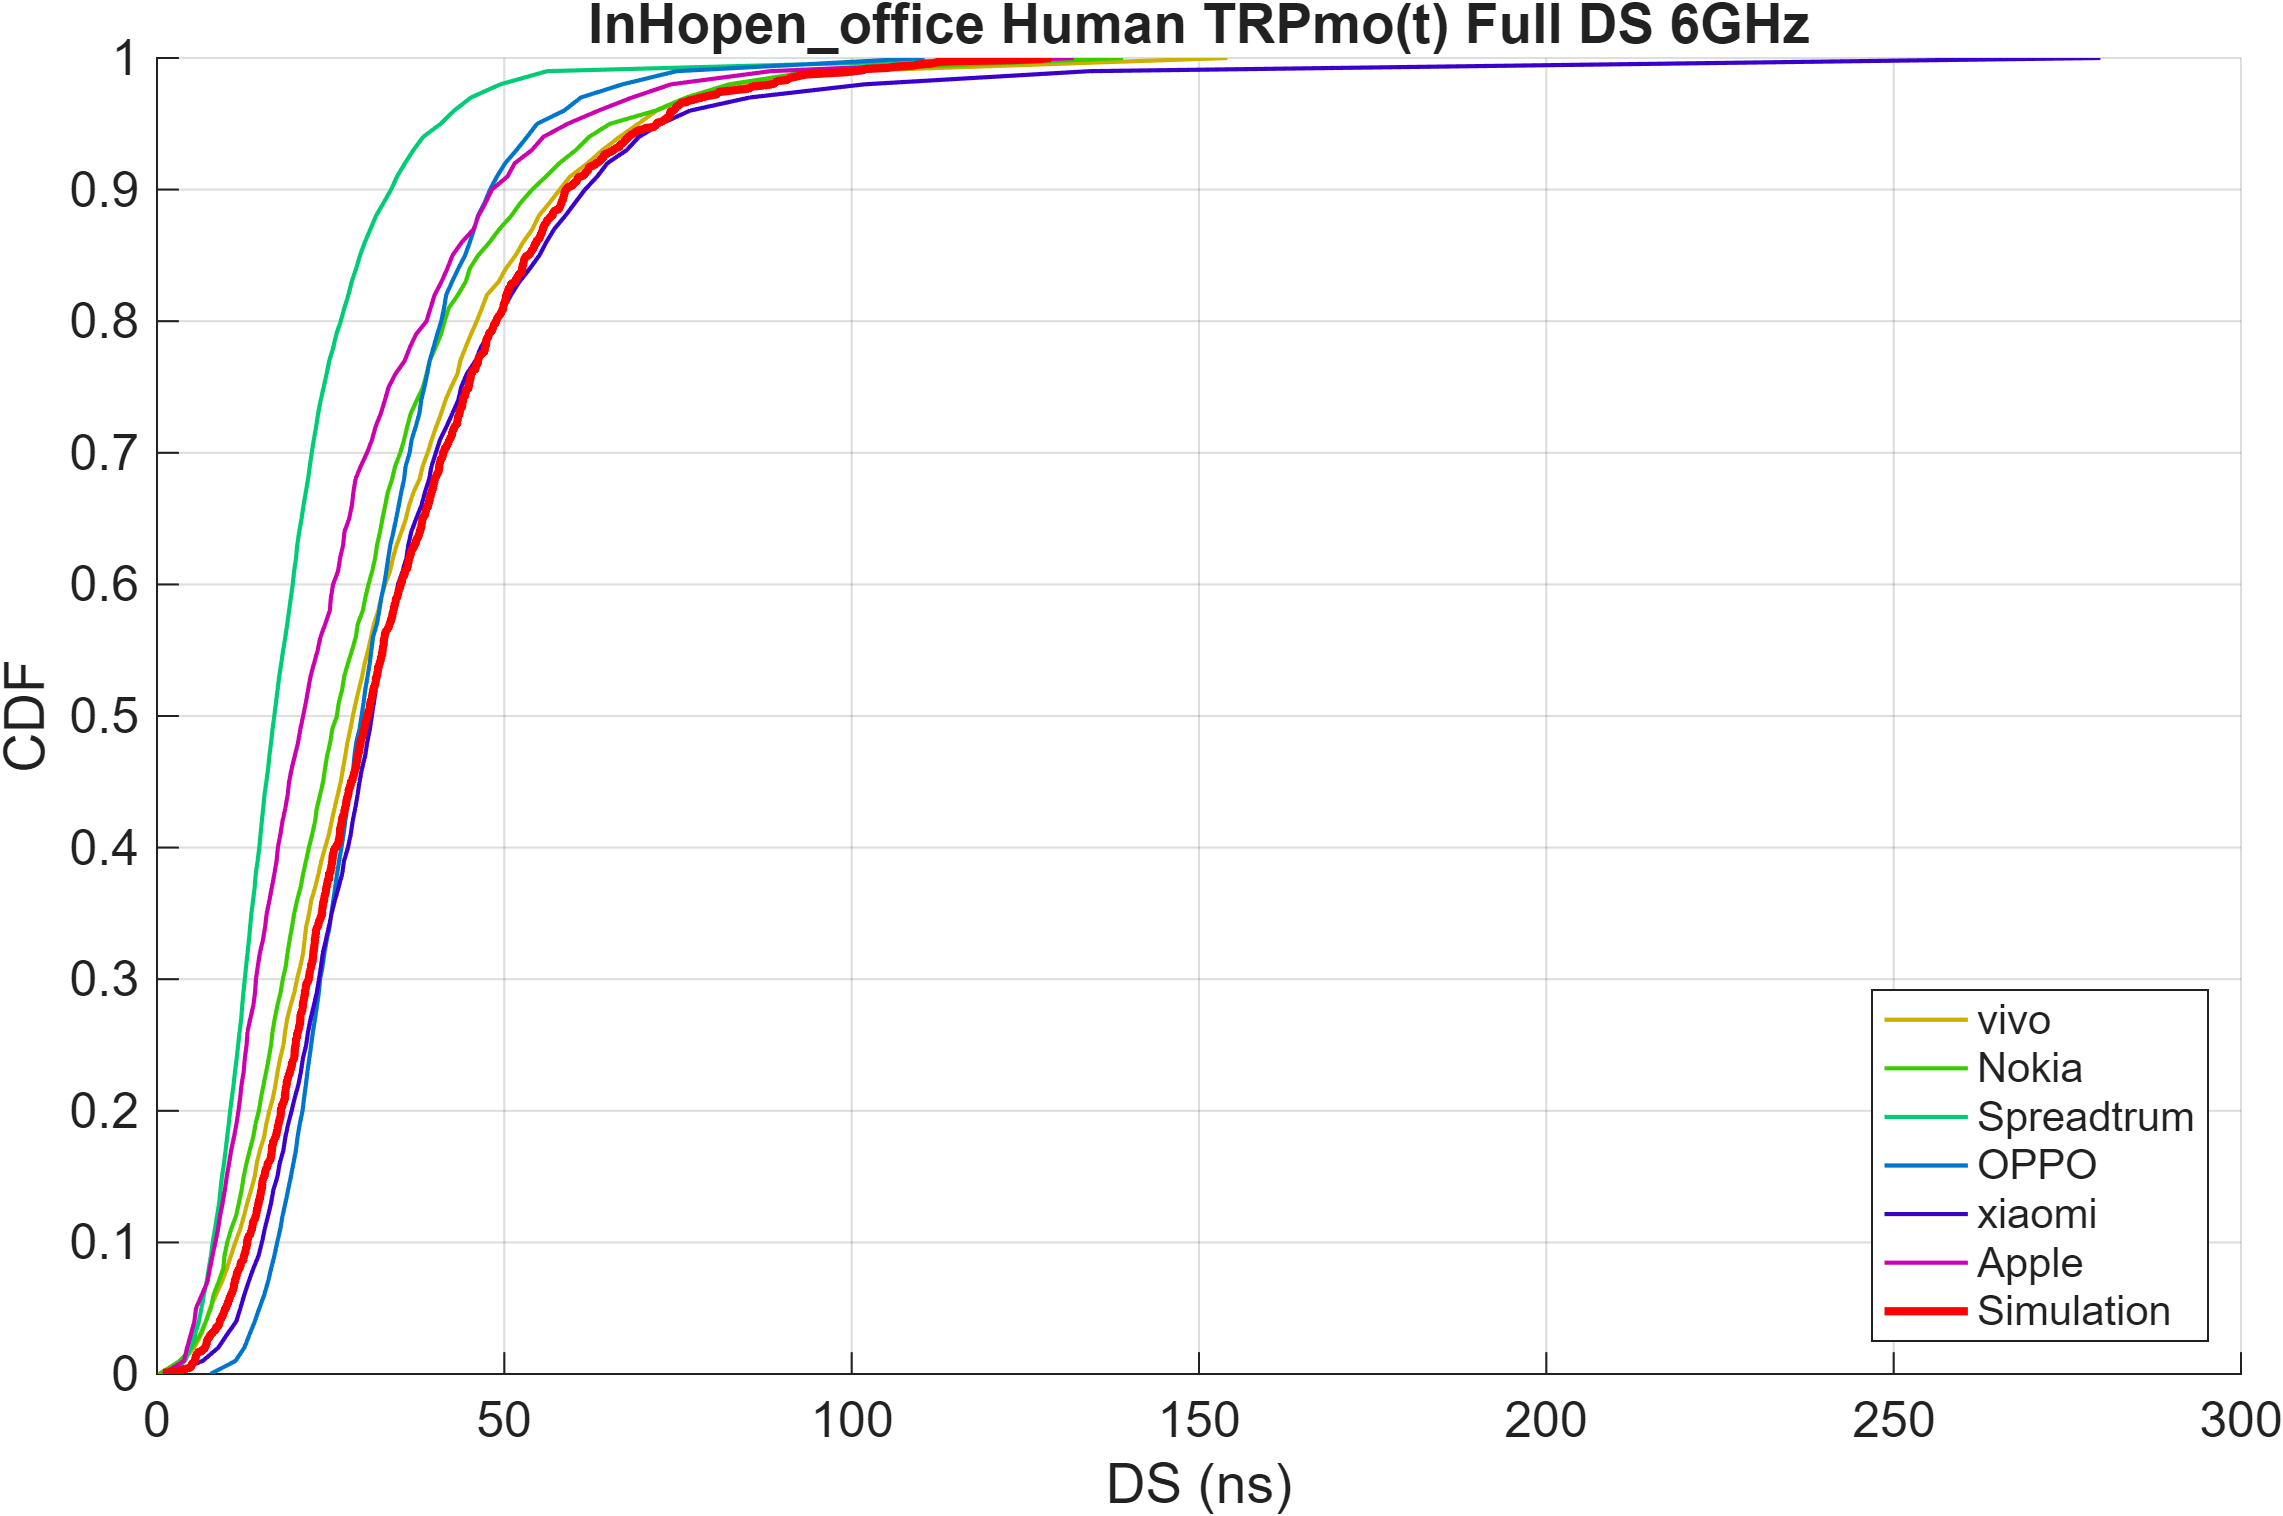 InHopen_office Human TRPmo(t) Full DS 6GHz
1
0.9
0.8
0.7
0.6
0.5
0.4
0.3
0.2
0.1
0
CDF
vivo
Nokia
Spreadtrum
OPPO
xiaomi
Apple
Simulation
0 50 100 150 200 250 300
DS (ns)